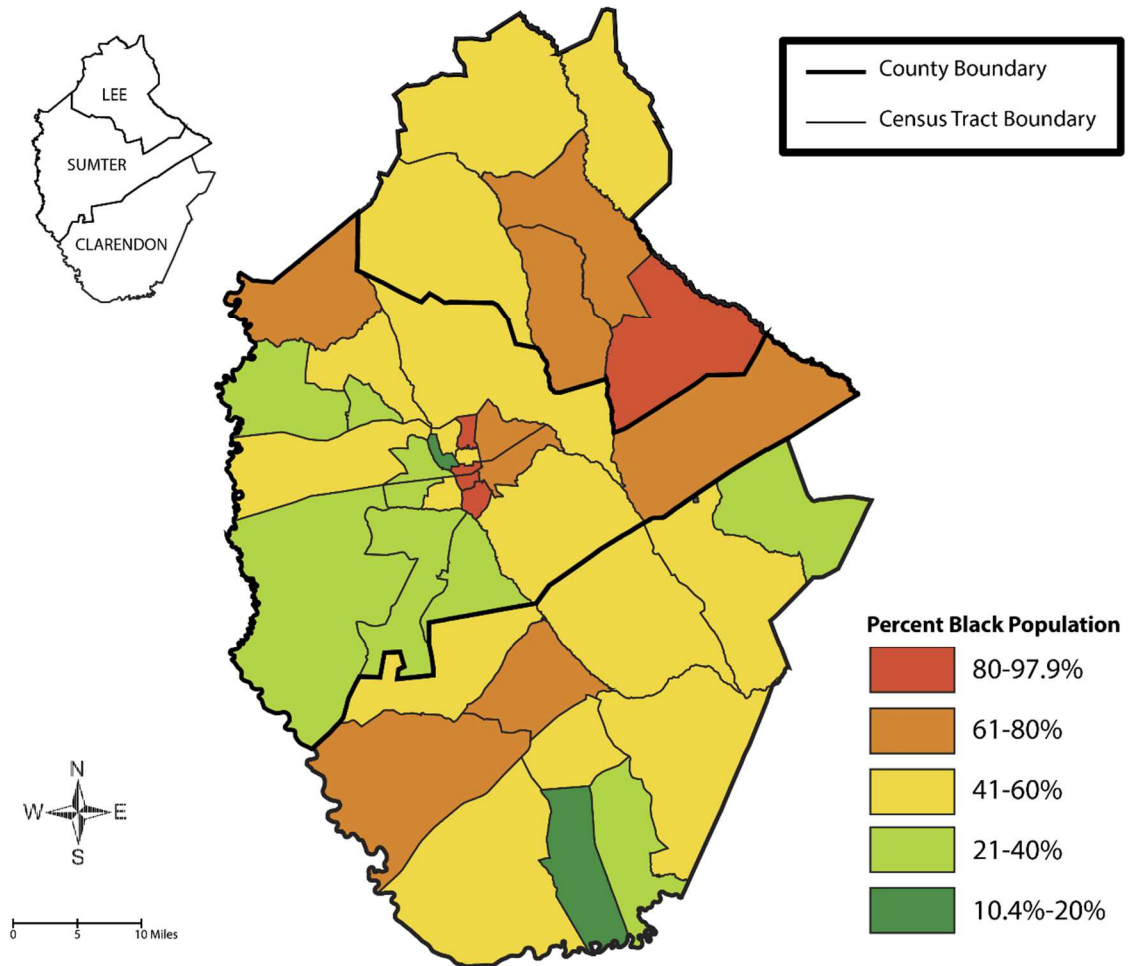 LEE
SUMTER
CLARENDON
County Boundary
Census Tract Boundary
Percent Black Population
80-97.9%
61-80%
41-60%
21-40%
10.4%-20%
N
W
E
S
0 5 10 Miles